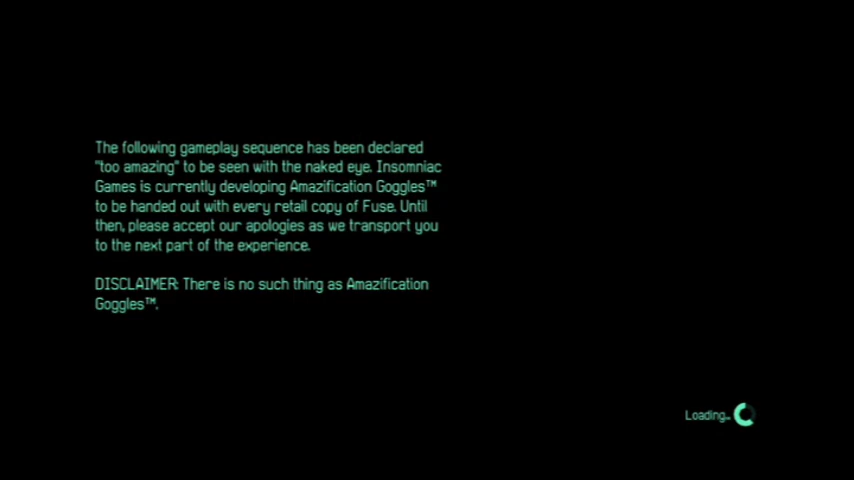 The following gameplay sequence has been declared
"too amazing" to be seen with the naked eye. Insomniac
Games is currently developing Amazification Goggles™
to be handed out with every retail copy of Fuse. Until
then, please accept our apologies as we transport you
to the next part of the experience.
DISCLAIMER: There is no such thing as Amazification
Goggles™.
Loading...